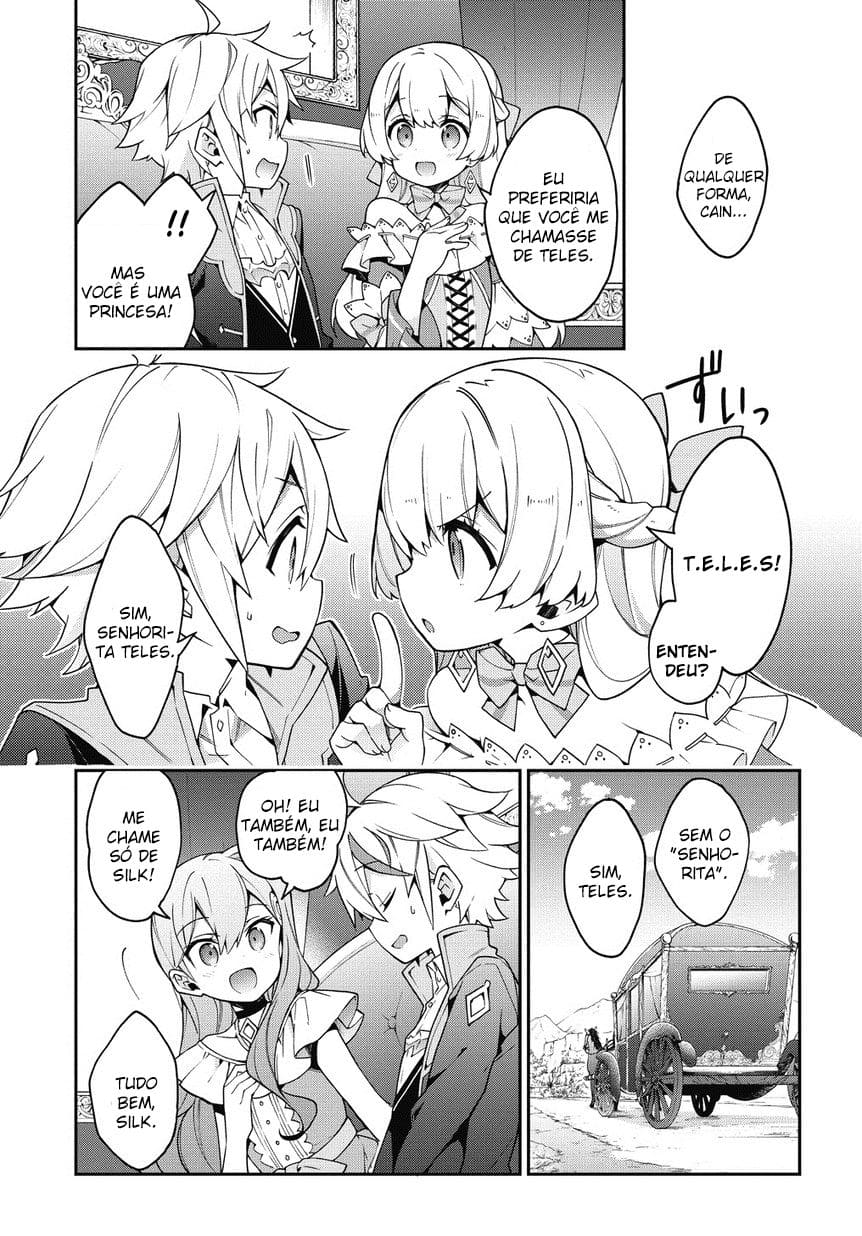 DE
QUALQUER
FORMA,
CAIN...
EU
PREFERIRIA
QUE VOCÊ ME
CHAMASSE
DE TELES.
!!
MAS
VOCÊ É UMA
PRINCESA!
ずいっ
T.E.L.E.S!
ENTEN-
DEU?
SIM,
SENHORI-
TA TELES.
SEM O
"SENHO-
RITA".
SIM,
TELES.
OH! EU
TAMBÉM, EU
TAMBÉM!
ME
CHAME
SÓ DE
SILK!
TUDO
BEM,
SILK.